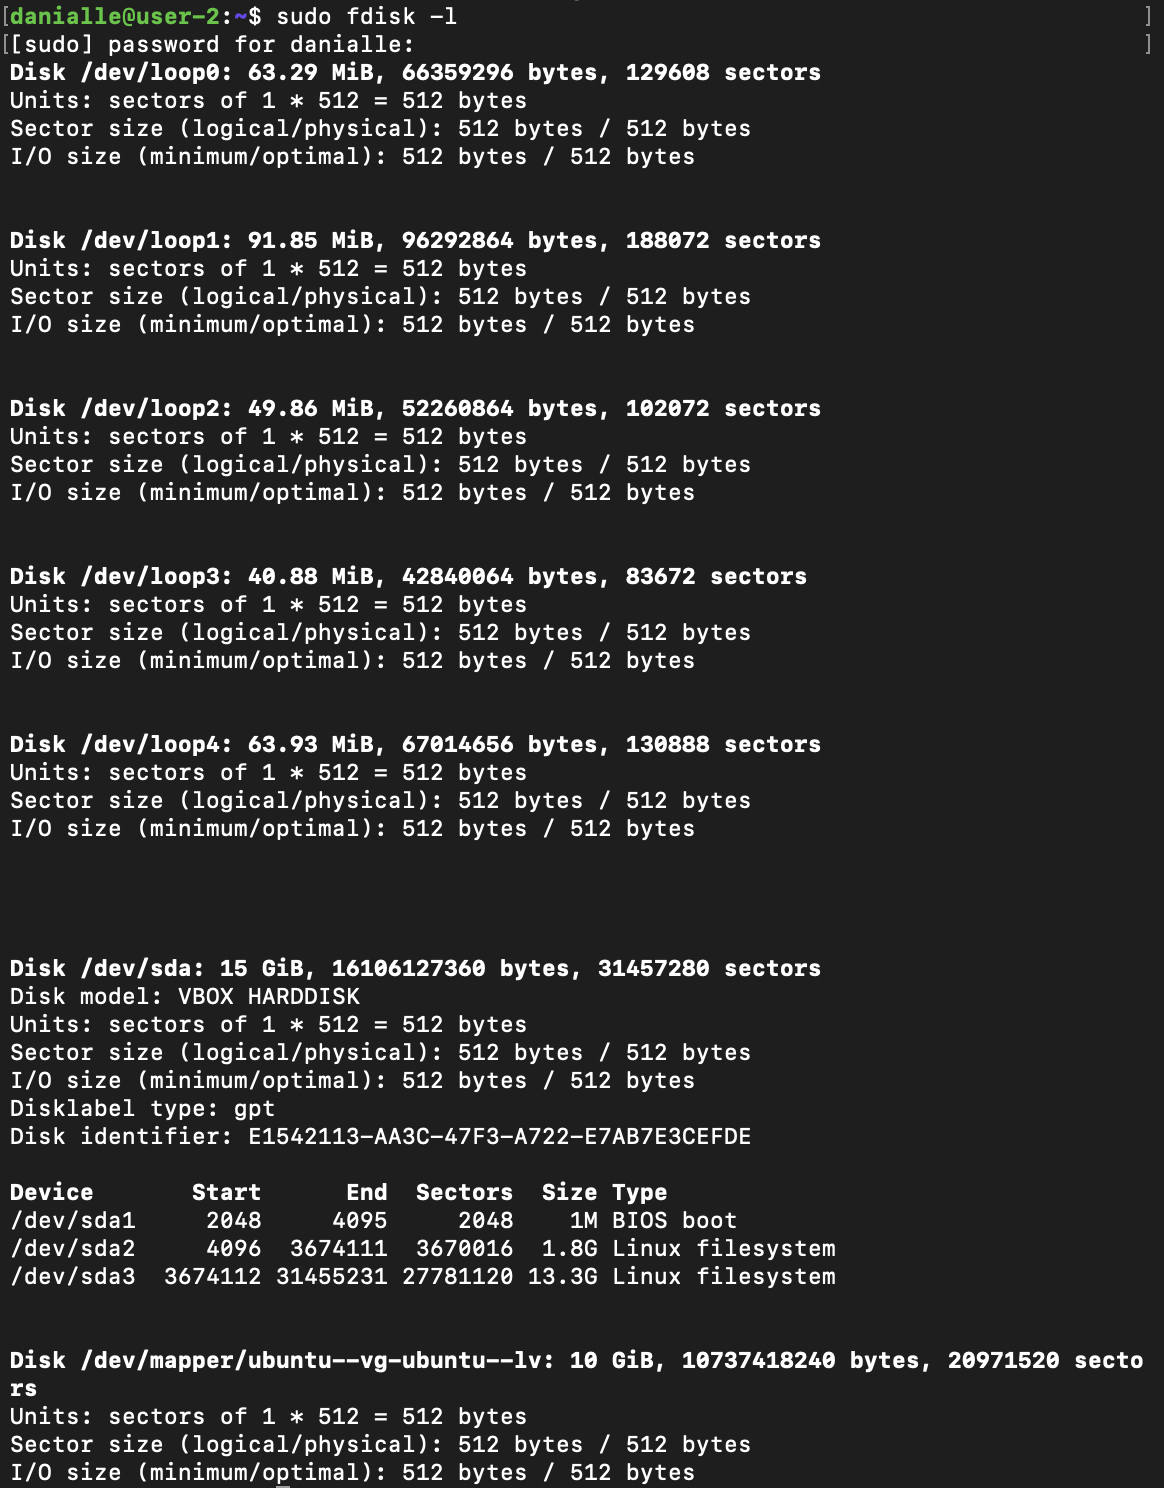 [danialle@user-2:~$ sudo fdisk -l ]
[[sudo] password for danialle: ]
Disk /dev/loop0: 63.29 MiB, 66359296 bytes, 129608 sectors
Units: sectors of 1 * 512 = 512 bytes
Sector size (logical/physical): 512 bytes / 512 bytes
I/O size (minimum/optimal): 512 bytes / 512 bytes
Disk /dev/loop1: 91.85 MiB, 96292864 bytes, 188072 sectors
Units: sectors of 1 * 512 = 512 bytes
Sector size (logical/physical): 512 bytes / 512 bytes
I/O size (minimum/optimal): 512 bytes / 512 bytes
Disk /dev/loop2: 49.86 MiB, 52260864 bytes, 102072 sectors
Units: sectors of 1 * 512 = 512 bytes
Sector size (logical/physical): 512 bytes / 512 bytes
I/O size (minimum/optimal): 512 bytes / 512 bytes
Disk /dev/loop3: 40.88 MiB, 42840064 bytes, 83672 sectors
Units: sectors of 1 * 512 = 512 bytes
Sector size (logical/physical): 512 bytes / 512 bytes
I/O size (minimum/optimal): 512 bytes / 512 bytes
Disk /dev/loop4: 63.93 MiB, 67014656 bytes, 130888 sectors
Units: sectors of 1 * 512 = 512 bytes
Sector size (logical/physical): 512 bytes / 512 bytes
I/O size (minimum/optimal): 512 bytes / 512 bytes
Disk /dev/sda: 15 GiB, 16106127360 bytes, 31457280 sectors
Disk model: VBOX HARDDISK
Units: sectors of 1 * 512 = 512 bytes
Sector size (logical/physical): 512 bytes / 512 bytes
I/O size (minimum/optimal): 512 bytes / 512 bytes
Disklabel type: gpt
Disk identifier: E1542113-AA3C-47F3-A722-E7AB7E3CEFDE
Device Start End Sectors Size Type
/dev/sda1 2048 4095 2048 1M BIOS boot
/dev/sda2 4096 3674111 3670016 1.8G Linux filesystem
/dev/sda3 3674112 31455231 27781120 13.3G Linux filesystem
Disk /dev/mapper/ubuntu--vg-ubuntu--lv: 10 GiB, 10737418240 bytes, 20971520 secto
rs
Units: sectors of 1 * 512 = 512 bytes
Sector size (logical/physical): 512 bytes / 512 bytes
I/O size (minimum/optimal): 512 bytes / 512 bytes